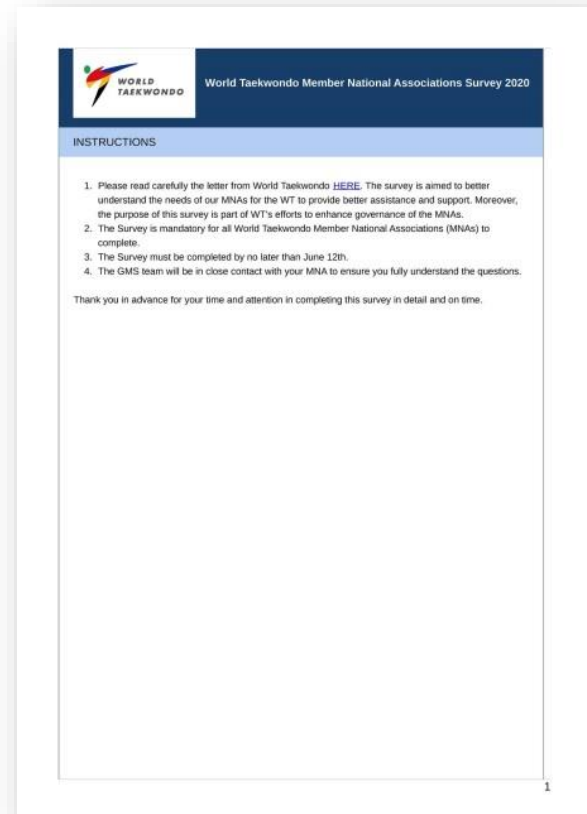 WORLD
TAEKWONDO
World Taekwondo Member National Associations Survey 2020
INSTRUCTIONS
1. Please read carefully the letter from World Taekwondo HERE. The survey is aimed to better
understand the needs of our MNAs for the WT to provide better assistance and support. Moreover,
the purpose of this survey is part of WT's efforts to enhance governance of the MNAs.
2. The Survey is mandatory for all World Taekwondo Member National Associations (MNAs) to
complete.
3. The Survey must be completed by no later than June 12th.
4. The GMS team will be in close contact with your MNA to ensure you fully understand the questions.
Thank you in advance for your time and attention in completing this survey in detail and on time.
1